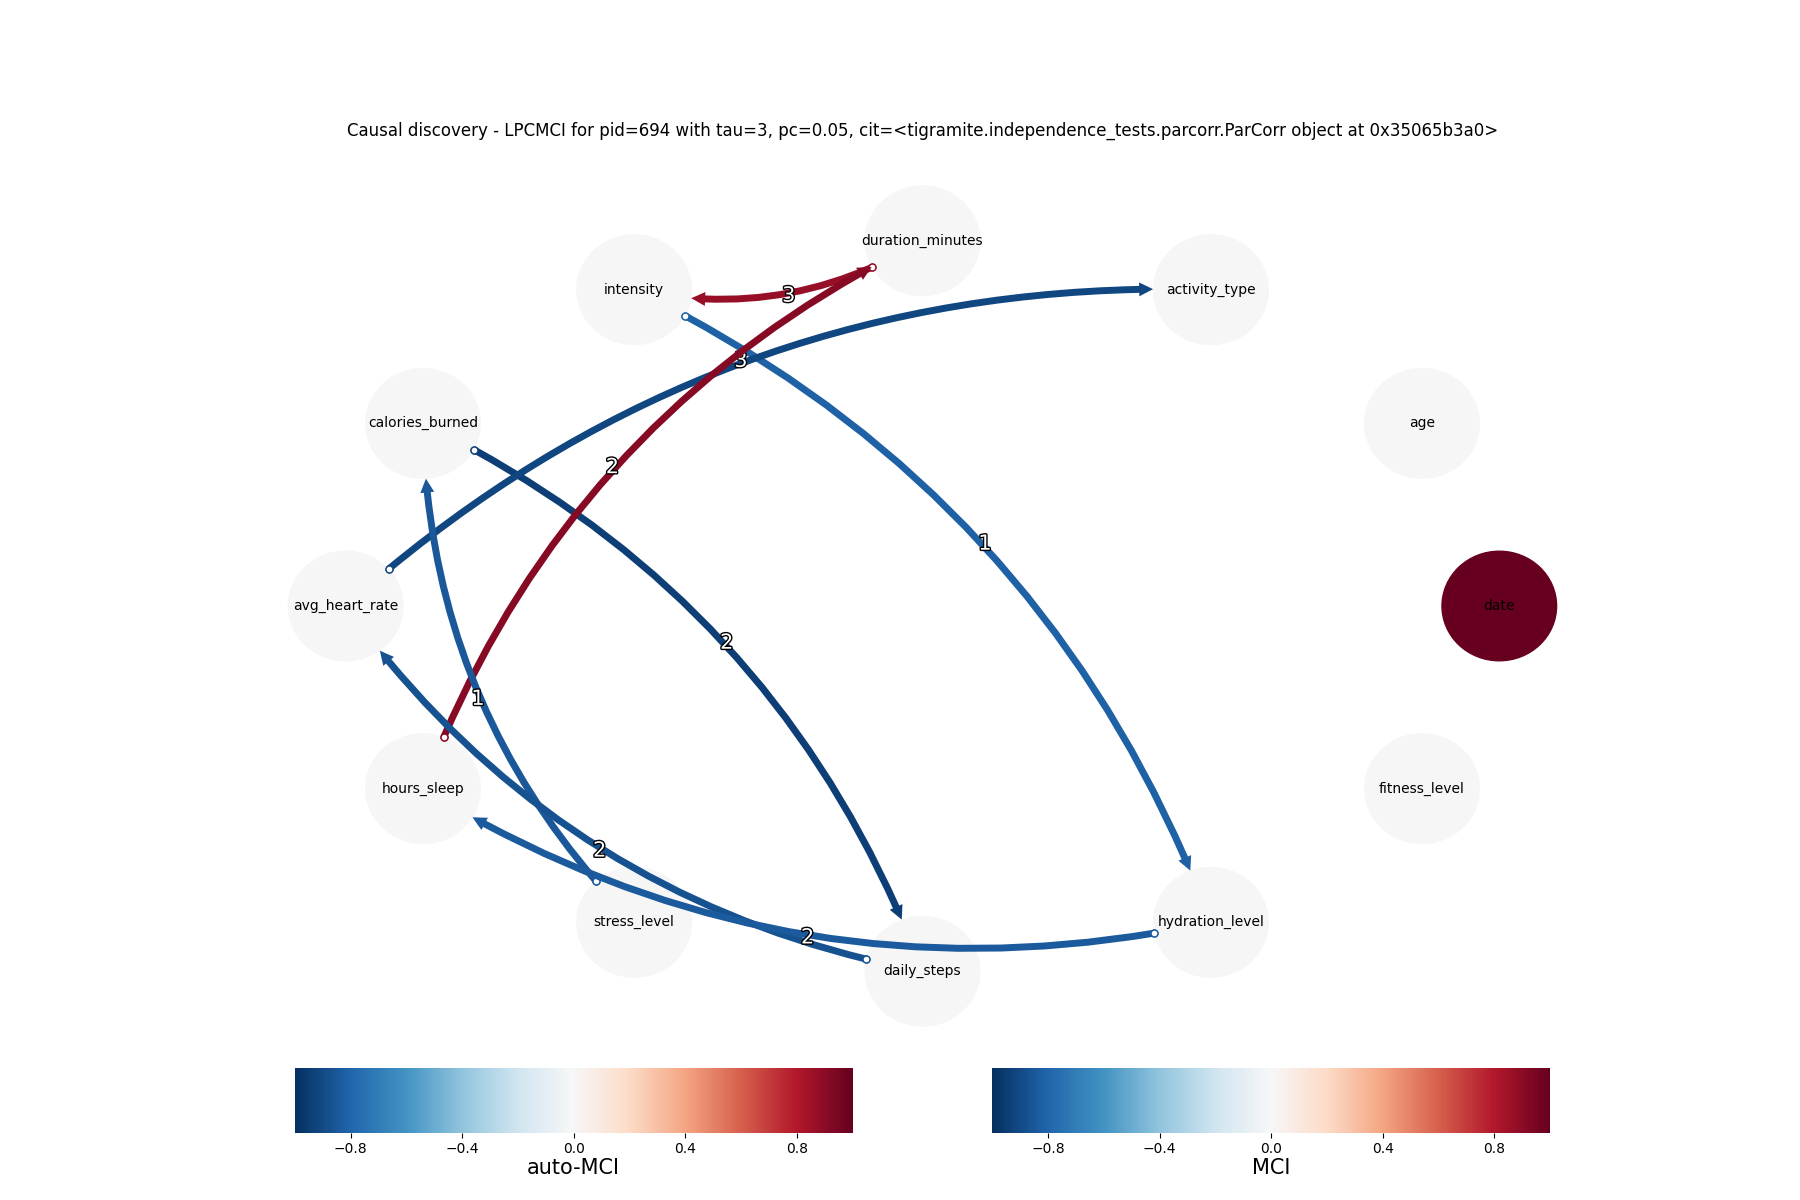 Causal discovery - LPCMCI for pid=694 with tau=3, pc=0.05, cit=<tigramite.independence_tests.parcorr.ParCorr object at 0x35065b3a0>
duration_minutes
intensity
activity_type
3
3
calories_burned
age
2
1
avg_heart_rate
date
2
1
hours_sleep
fitness_level
2
stress_level
hydration_level
2
daily_steps
−0.8 −0.4 0.0 0.4 0.8
auto-MCI
−0.8 −0.4 0.0 0.4 0.8
MCI